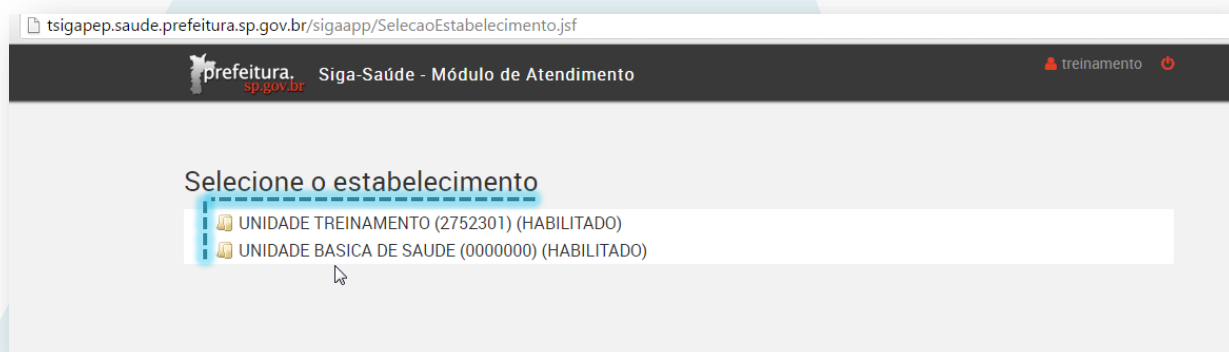 tsigapep.saude.prefeitura.sp.gov.br/sigaapp/SelecaoEstabelecimento.jsf
prefeitura.
sp.gov.br
Siga-Saúde - Módulo de Atendimento
treinamento
Selecione o estabelecimento
UNIDADE TREINAMENTO (2752301) (HABILITADO)
UNIDADE BASICA DE SAUDE (0000000) (HABILITADO)